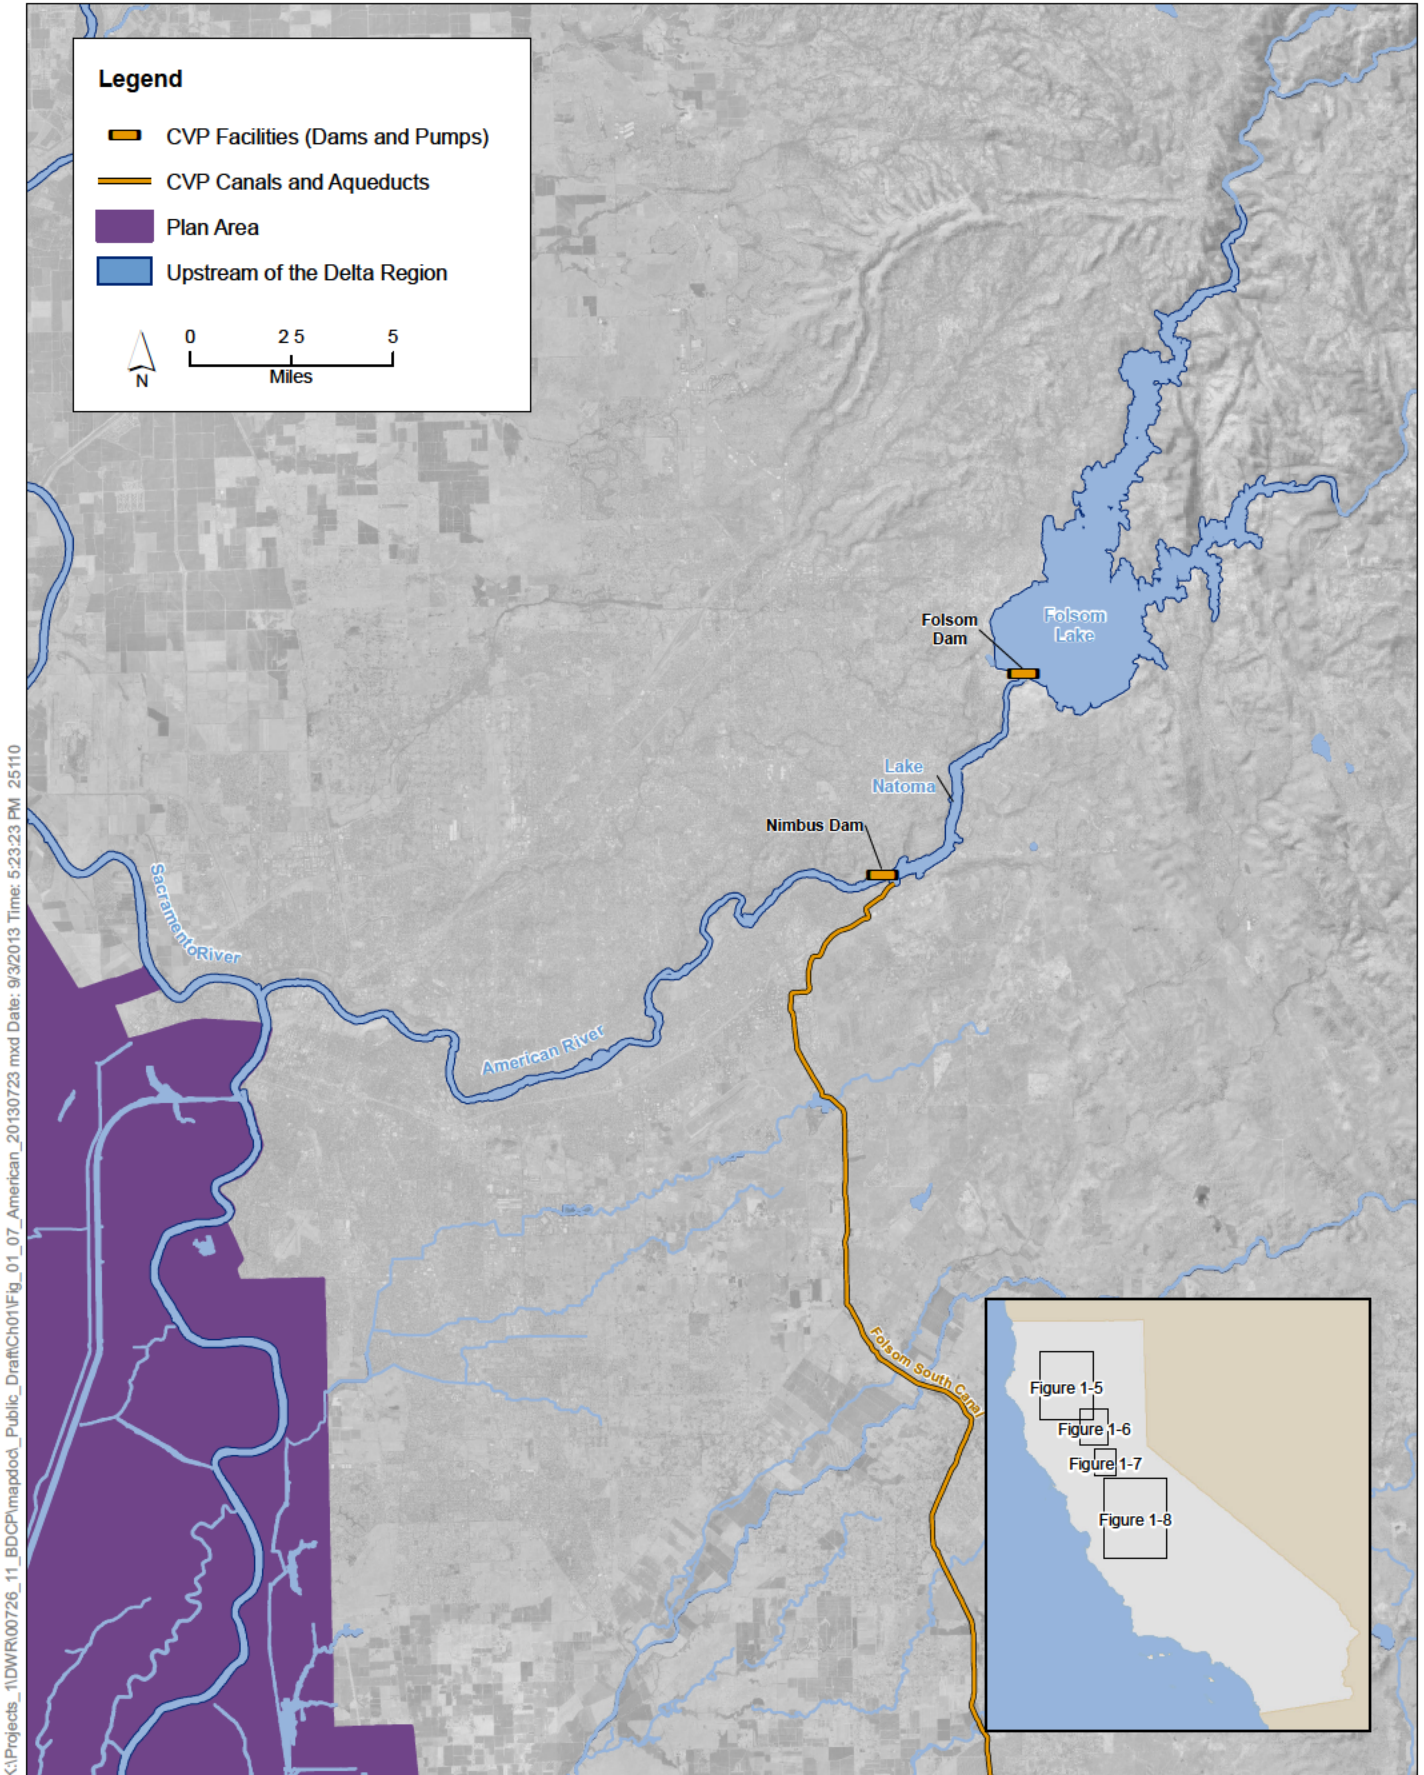 Legend
CVP Facilities (Dams and Pumps)
CVP Canals and Aqueducts
Plan Area
Upstream of the Delta Region
0 2 5 5
Miles
N
Folsom
Dam
Folsom
Lake
Lake
Natoma
Nimbus Dam
Sacramento River
American River
Folsom South Canal
Figure 1-5
Figure 1-6
Figure 1-7
Figure 1-8
K:\Projects_1\DWR\00726_11_BDCP\mapdoc\_Public_Draft\Ch01\Fig_01_07_American_20130723 mxd Date: 9/3/2013 Time: 5:23:23 PM 25110